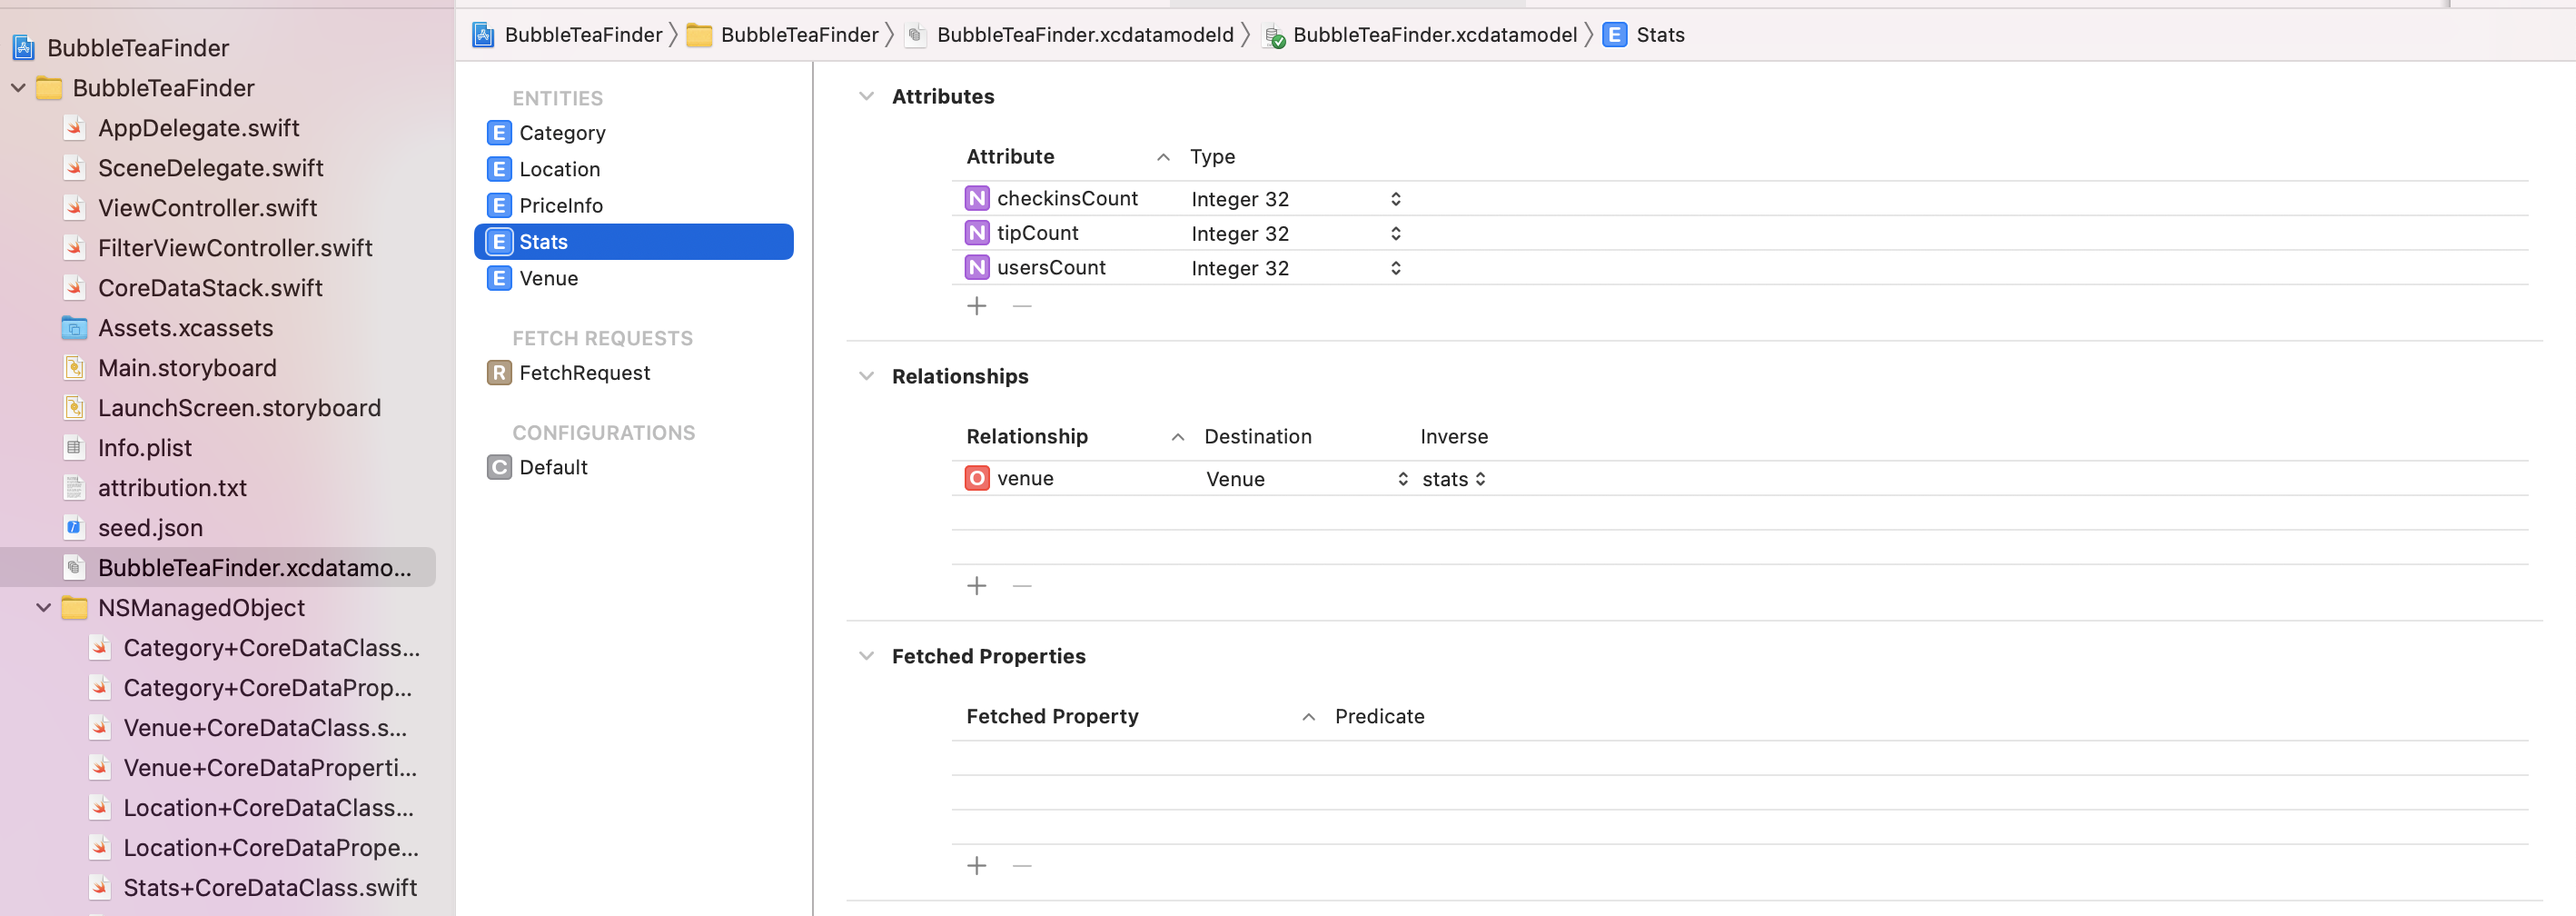 BubbleTeaFinder
BubbleTeaFinder
AppDelegate.swift
SceneDelegate.swift
ViewController.swift
FilterViewController.swift
CoreDataStack.swift
Assets.xcassets
Main.storyboard
LaunchScreen.storyboard
Info.plist
attribution.txt
seed.json
BubbleTeaFinder.xcdatamo...
NSManagedObject
Category+CoreDataClass...
Category+CoreDataProp...
Venue+CoreDataClass.s...
Venue+CoreDataProperti...
Location+CoreDataClass...
Location+CoreDataPrope...
Stats+CoreDataClass.swift
BubbleTeaFinder BubbleTeaFinder BubbleTeaFinder.xcdatamodeld BubbleTeaFinder.xcdatamodel E Stats
ENTITIES
E Category
E Location
E PriceInfo
E Stats
E Venue
FETCH REQUESTS
R FetchRequest
CONFIGURATIONS
C Default
Attributes
Attribute Type
N checkinsCount Integer 32
N tipCount Integer 32
N usersCount Integer 32
Relationships
Relationship Destination Inverse
O venue Venue stats
Fetched Properties
Fetched Property Predicate